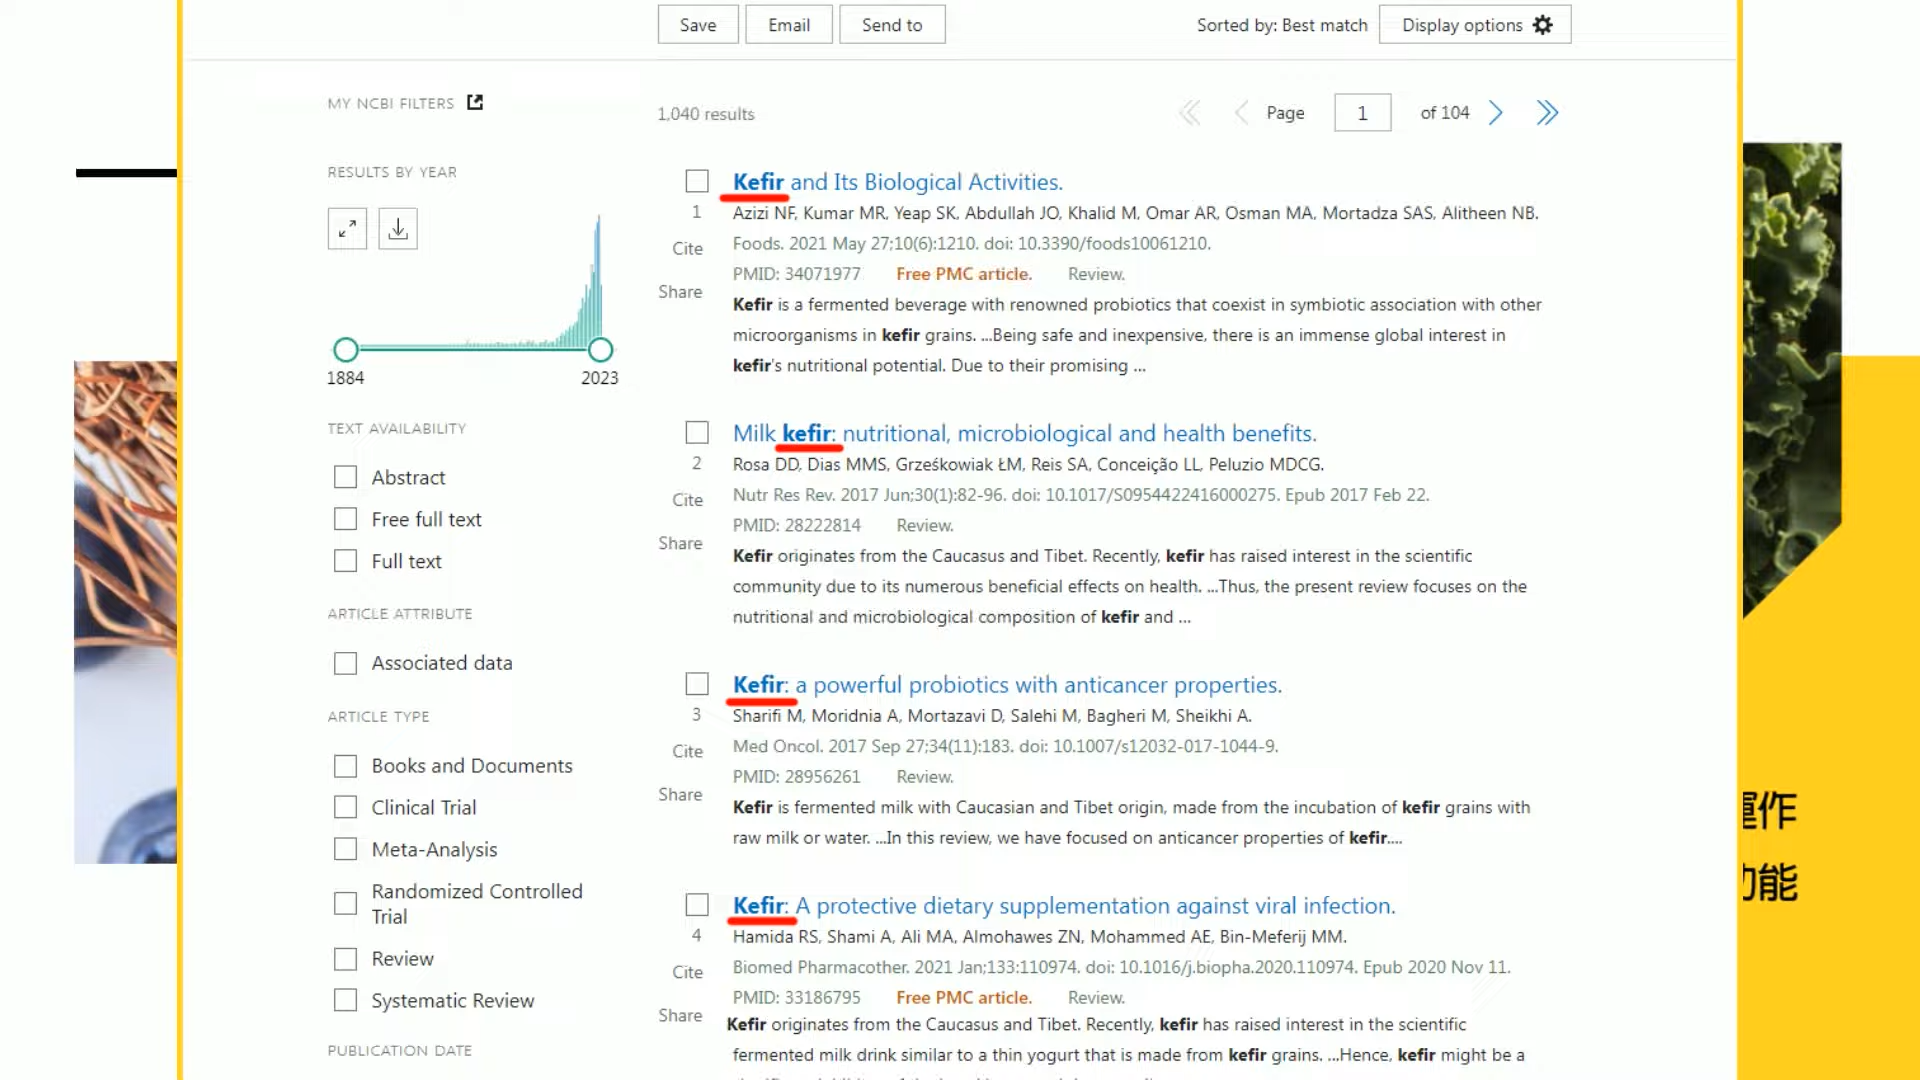 Save
Email
Send to
Sorted by: Best match
Display options
MY NCBI FILTERS
1,040 results
Page
1
of 104
RESULTS BY YEAR
1884
2023
TEXT AVAILABILITY
Abstract
Free full text
Full text
ARTICLE ATTRIBUTE
Associated data
ARTICLE TYPE
Books and Documents
Clinical Trial
Meta-Analysis
Randomized Controlled
Trial
Review
Systematic Review
PUBLICATION DATE
Kefir and Its Biological Activities.
1
Azizi NF, Kumar MR, Yeap SK, Abdullah JO, Khalid M, Omar AR, Osman MA, Mortadza SAS, Alitheen NB.
Cite
Foods. 2021 May 27;10(6):1210. doi: 10.3390/foods10061210.
PMID: 34071977 Free PMC article. Review.
Share
Kefir is a fermented beverage with renowned probiotics that coexist in symbiotic association with other
microorganisms in kefir grains. ...Being safe and inexpensive, there is an immense global interest in
kefir's nutritional potential. Due to their promising ...
Milk kefir: nutritional, microbiological and health benefits.
2
Rosa DD, Dias MMS, Grześkowiak ŁM, Reis SA, Conceição LL, Peluzio MDCG.
Cite
Nutr Res Rev. 2017 Jun;30(1):82-96. doi: 10.1017/S0954422416000275. Epub 2017 Feb 22.
PMID: 28222814 Review.
Share
Kefir originates from the Caucasus and Tibet. Recently, kefir has raised interest in the scientific
community due to its numerous beneficial effects on health. ...Thus, the present review focuses on the
nutritional and microbiological composition of kefir and ...
Kefir: a powerful probiotics with anticancer properties.
3
Sharifi M, Moridnia A, Mortazavi D, Salehi M, Bagheri M, Sheikhi A.
Cite
Med Oncol. 2017 Sep 27;34(11):183. doi: 10.1007/s12032-017-1044-9.
PMID: 28956261 Review.
Share
Kefir is fermented milk with Caucasian and Tibet origin, made from the incubation of kefir grains with
raw milk or water. ...In this review, we have focused on anticancer properties of kefir....
Kefir: A protective dietary supplementation against viral infection.
4
Hamida RS, Shami A, Ali MA, Almohawes ZN, Mohammed AE, Bin-Meferij MM.
Cite
Biomed Pharmacother. 2021 Jan;133:110974. doi: 10.1016/j.biopha.2020.110974. Epub 2020 Nov 11.
PMID: 33186795 Free PMC article. Review.
Share
Kefir originates from the Caucasus and Tibet. Recently, kefir has raised interest in the scientific
fermented milk drink similar to a thin yogurt that is made from kefir grains. ...Hence, kefir might be a
作
能